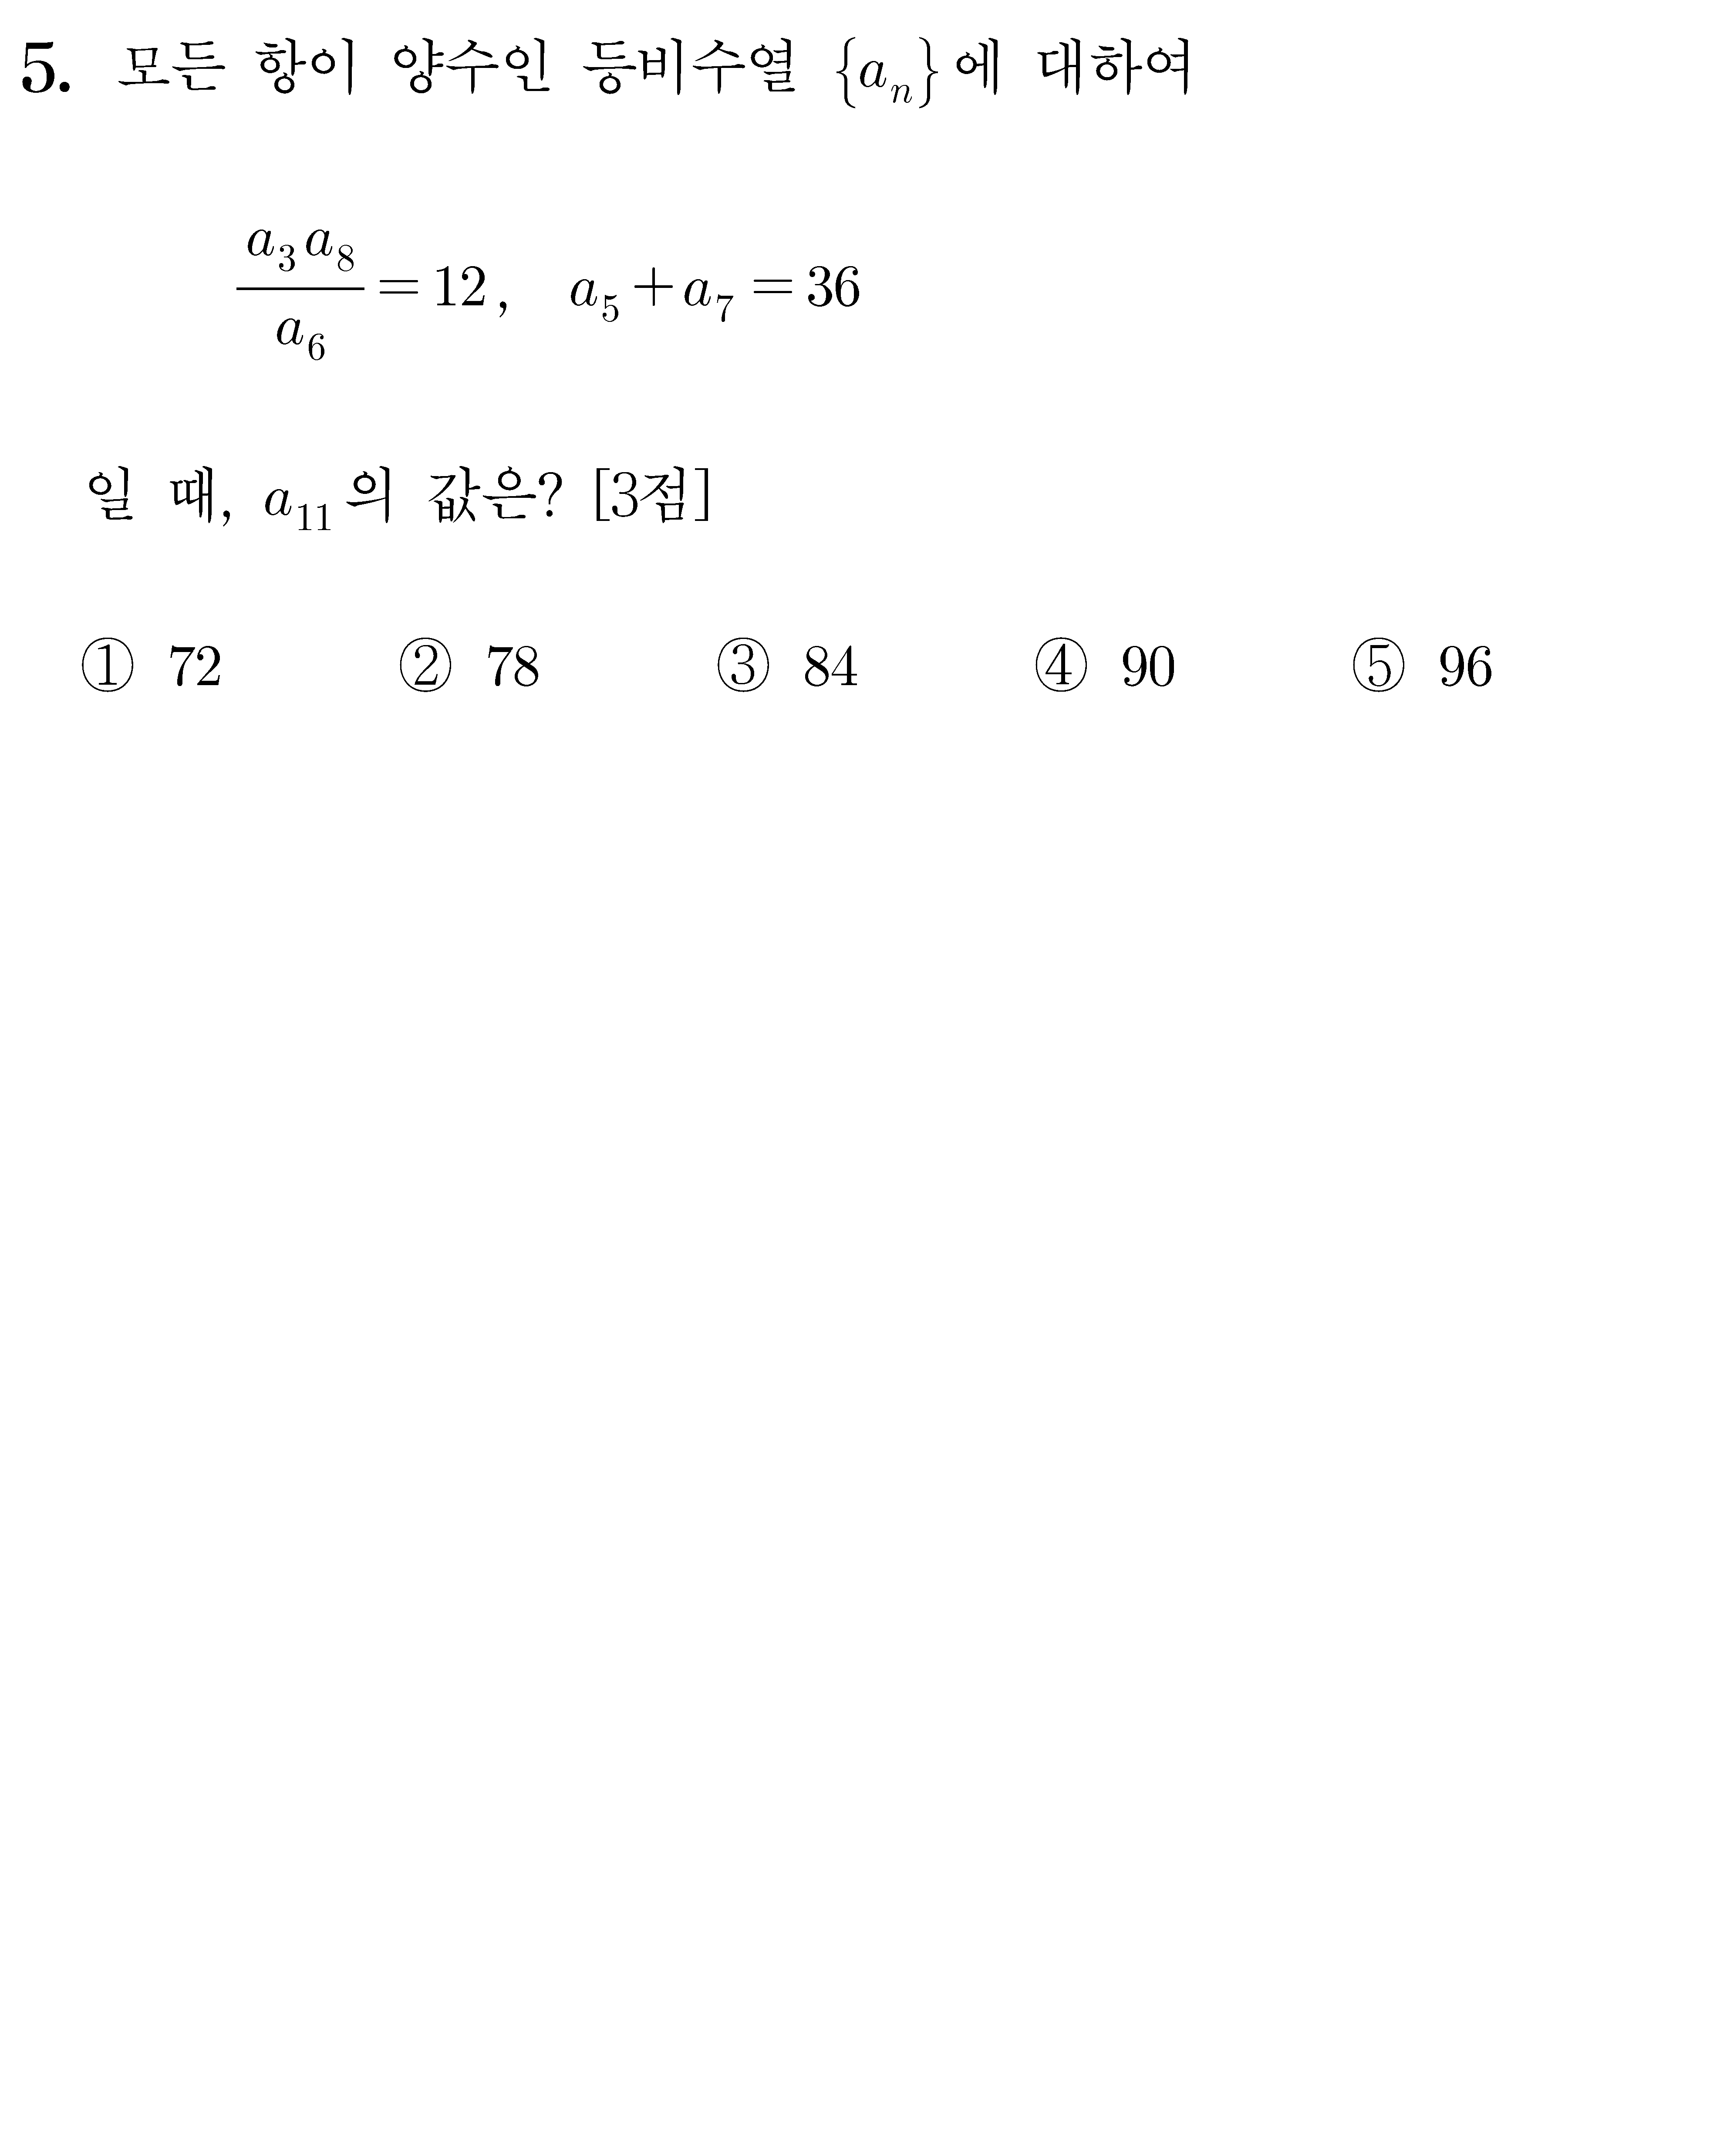 5. 모든 항이 양수인 등비수열 $\{a_n\}$에 대하여
$\frac{a_3 a_8}{a_6} = 12, \quad a_5 + a_7 = 36$
일 때, $a_{11}$의 값은? [3점]
① 72 ② 78 ③ 84 ④ 90 ⑤ 96